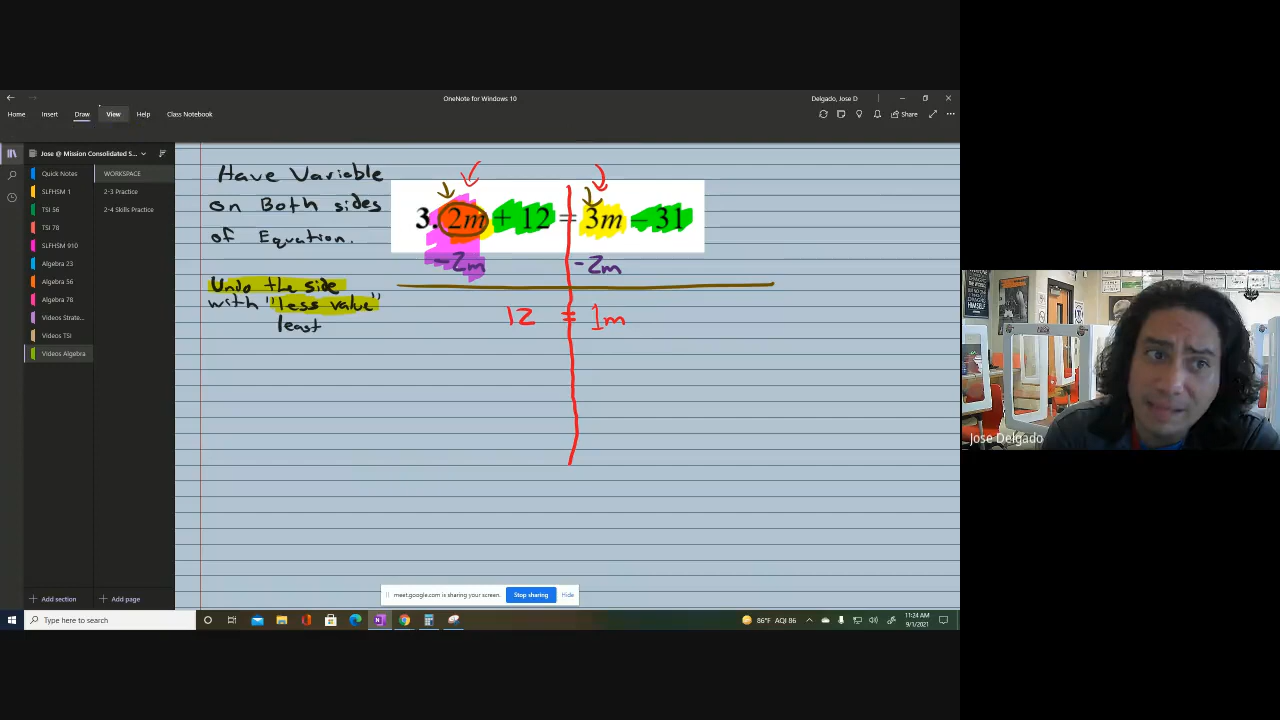 OneNote for Windows 10
Delgado, Jose D
Home Insert Draw View Help Class Notebook
Share
Jose @ Mission Consolidated S...
Quick Notes
SLFHSM 1
TSI 56
TSI 78
SLFHSM 910
Algebra 23
Algebra 56
Algebra 78
Videos Strate...
Videos TSI
Videos Algebra
WORKSPACE
2-3 Practice
2-4 Skills Practice
Have Variable
on Both sides
of Equation.
Undo the side
with "less value"
least
3. 2m + 12 = 3m − 31
-2m -2m
12 = 1m
Jose Delgado
meet.google.com is sharing your screen. Stop sharing Hide
Add section Add page
Type here to search
86°F AQI 86
11:24 AM
9/1/2021